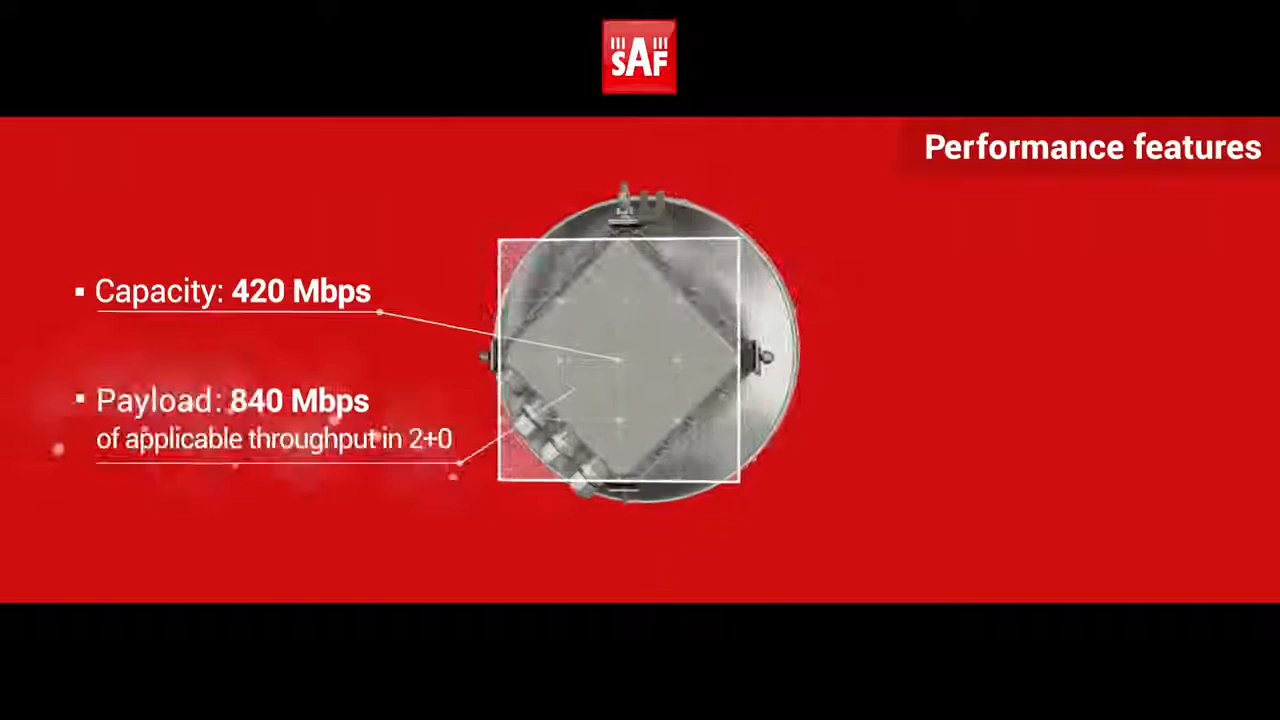 SAF
Performance features
Capacity: 420 Mbps
Payload: 840 Mbps
of applicable throughput in 2+0